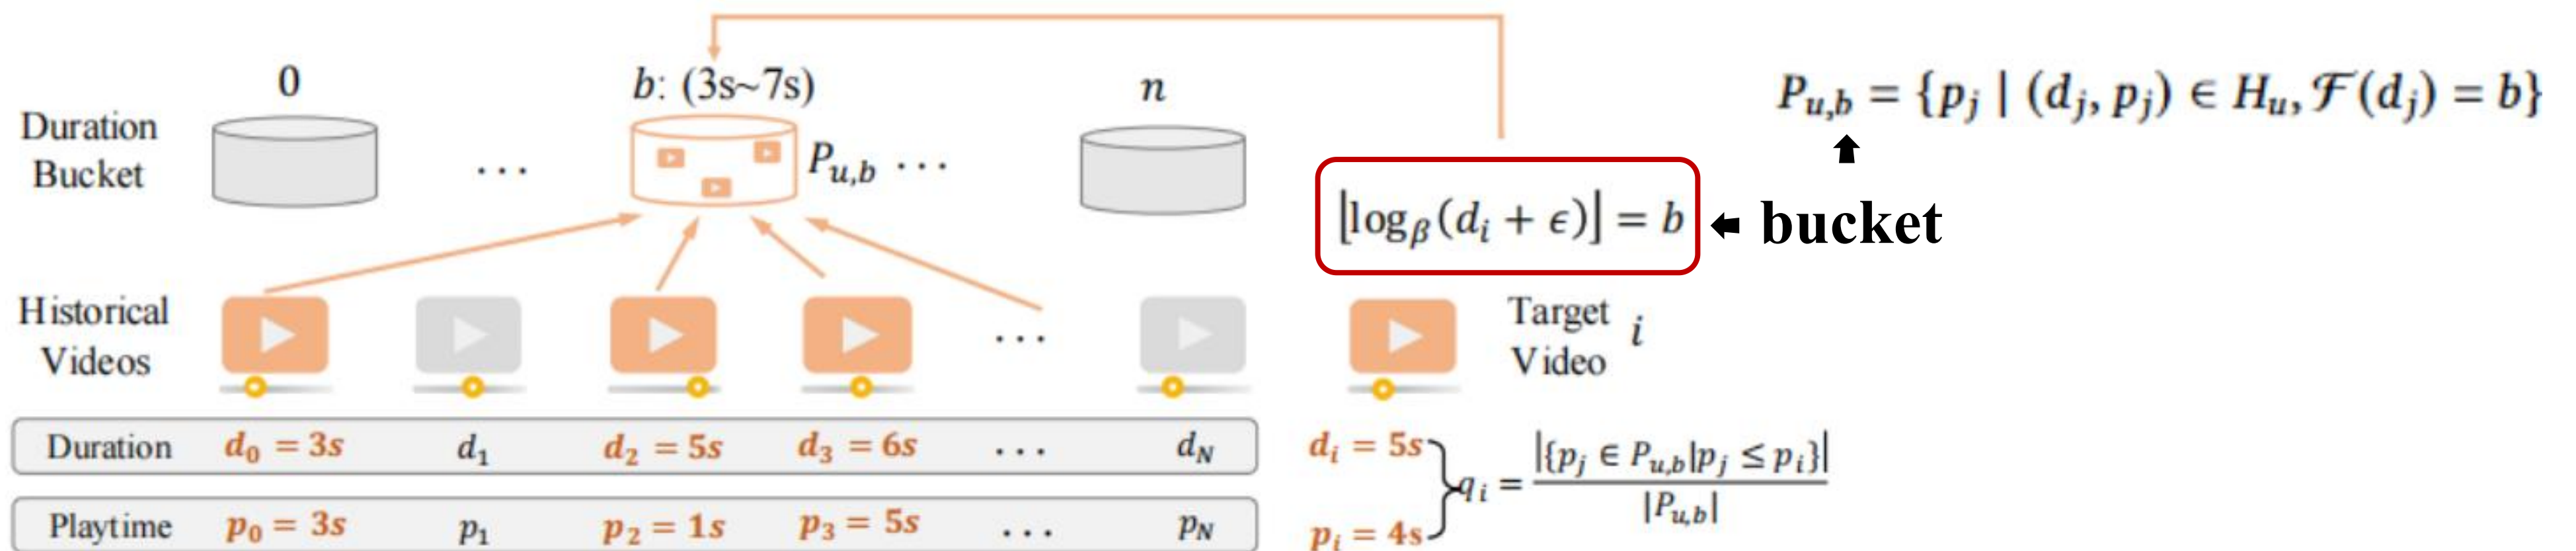 0
b: (3s~7s)
n
Duration
Bucket
...
P_{u,b} ...
P_{u,b} = {p_j | (d_j, p_j) ∈ H_u, ℱ(d_j) = b}
⌊log_β(d_i + ϵ)⌋ = b
bucket
Historical
Videos
...
Target
Video
i
Duration d_0 = 3s d_1 d_2 = 5s d_3 = 6s ... d_N
d_i = 5s
Playtime p_0 = 3s p_1 p_2 = 1s p_3 = 5s ... p_N
p_i = 4s
q_i = |{p_j ∈ P_{u,b}|p_j ≤ p_i}| / |P_{u,b}|